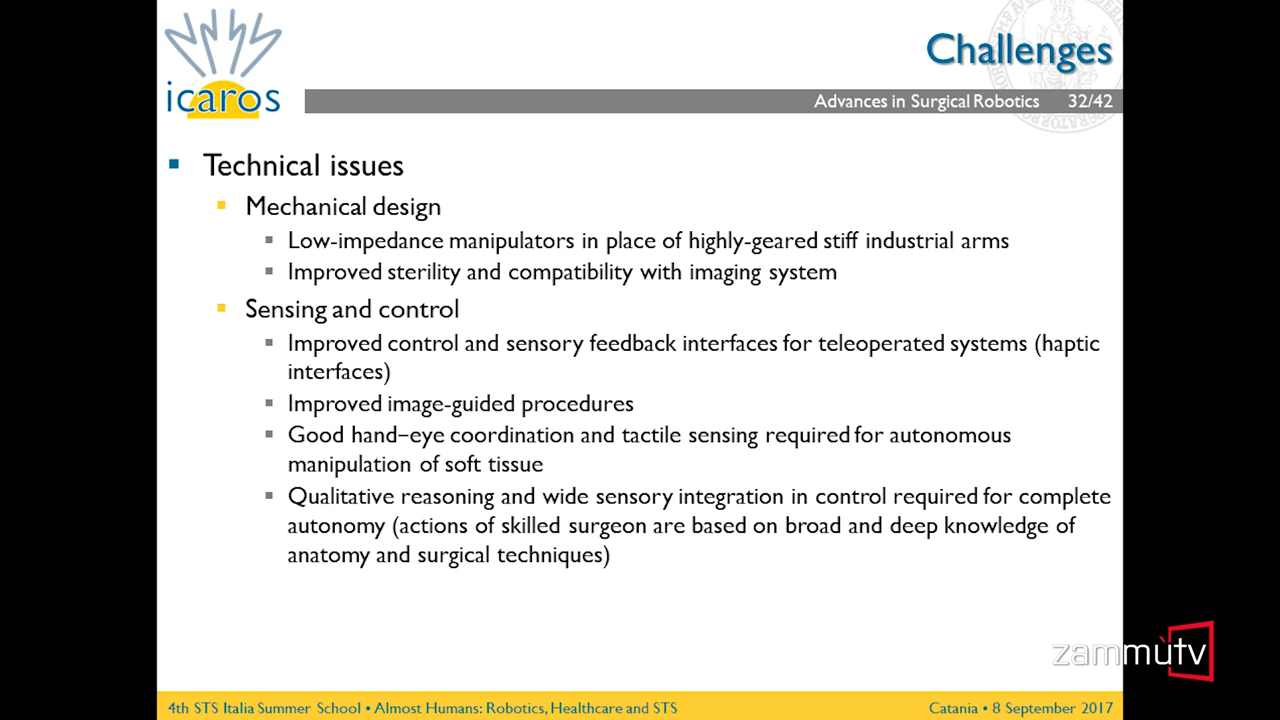 icaros
Challenges
Advances in Surgical Robotics 32/42
Technical issues
Mechanical design
Low-impedance manipulators in place of highly-geared stiff industrial arms
Improved sterility and compatibility with imaging system
Sensing and control
Improved control and sensory feedback interfaces for teleoperated systems (haptic
interfaces)
Improved image-guided procedures
Good hand–eye coordination and tactile sensing required for autonomous
manipulation of soft tissue
Qualitative reasoning and wide sensory integration in control required for complete
autonomy (actions of skilled surgeon are based on broad and deep knowledge of
anatomy and surgical techniques)
zammùtv
4th STS Italia Summer School • Almost Humans: Robotics, Healthcare and STS
Catania • 8 September 2017